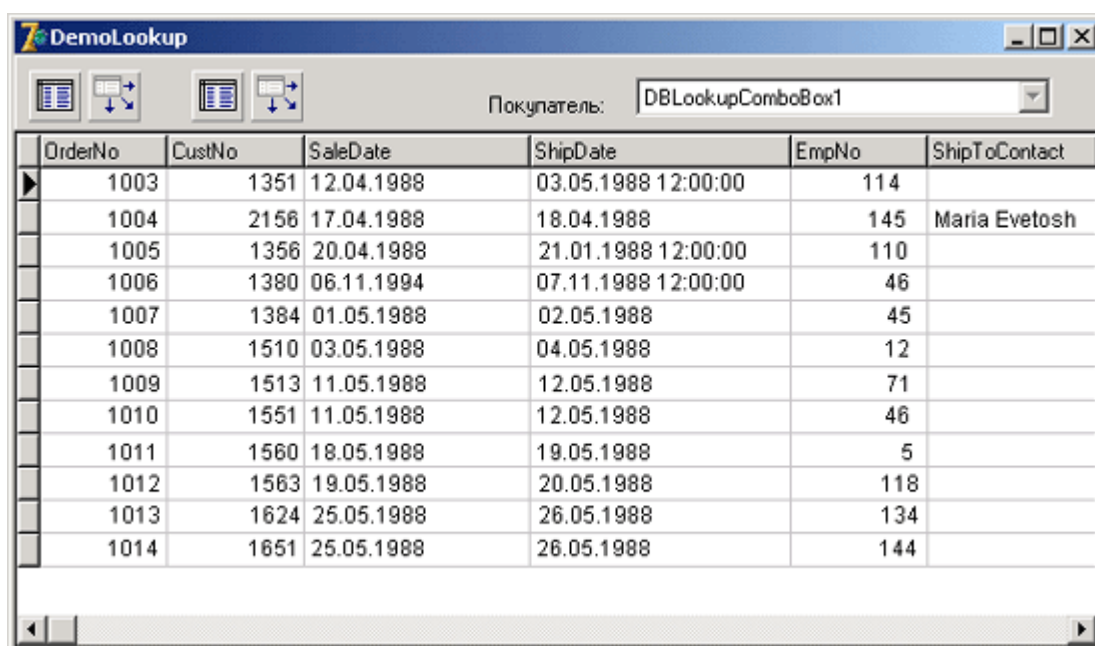 DemoLookup
Покупатель: DBLookupComboBox1
OrderNo CustNo SaleDate ShipDate EmpNo ShipToContact
1003 1351 12.04.1988 03.05.1988 12:00:00 114
1004 2156 17.04.1988 18.04.1988 145 Maria Evetosh
1005 1356 20.04.1988 21.01.1988 12:00:00 110
1006 1380 06.11.1994 07.11.1988 12:00:00 46
1007 1384 01.05.1988 02.05.1988 45
1008 1510 03.05.1988 04.05.1988 12
1009 1513 11.05.1988 12.05.1988 71
1010 1551 11.05.1988 12.05.1988 46
1011 1560 18.05.1988 19.05.1988 5
1012 1563 19.05.1988 20.05.1988 118
1013 1624 25.05.1988 26.05.1988 134
1014 1651 25.05.1988 26.05.1988 144